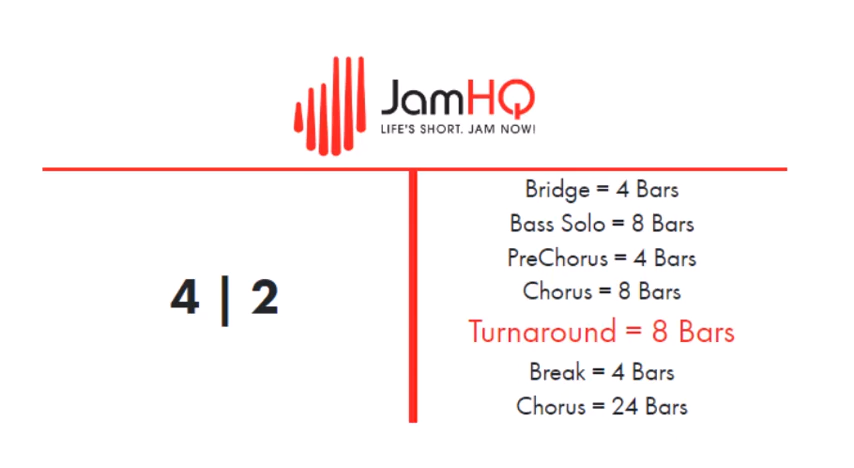 JamHQ
LIFE'S SHORT. JAM NOW!
4 | 2
Bridge = 4 Bars
Bass Solo = 8 Bars
PreChorus = 4 Bars
Chorus = 8 Bars
Turnaround = 8 Bars
Break = 4 Bars
Chorus = 24 Bars